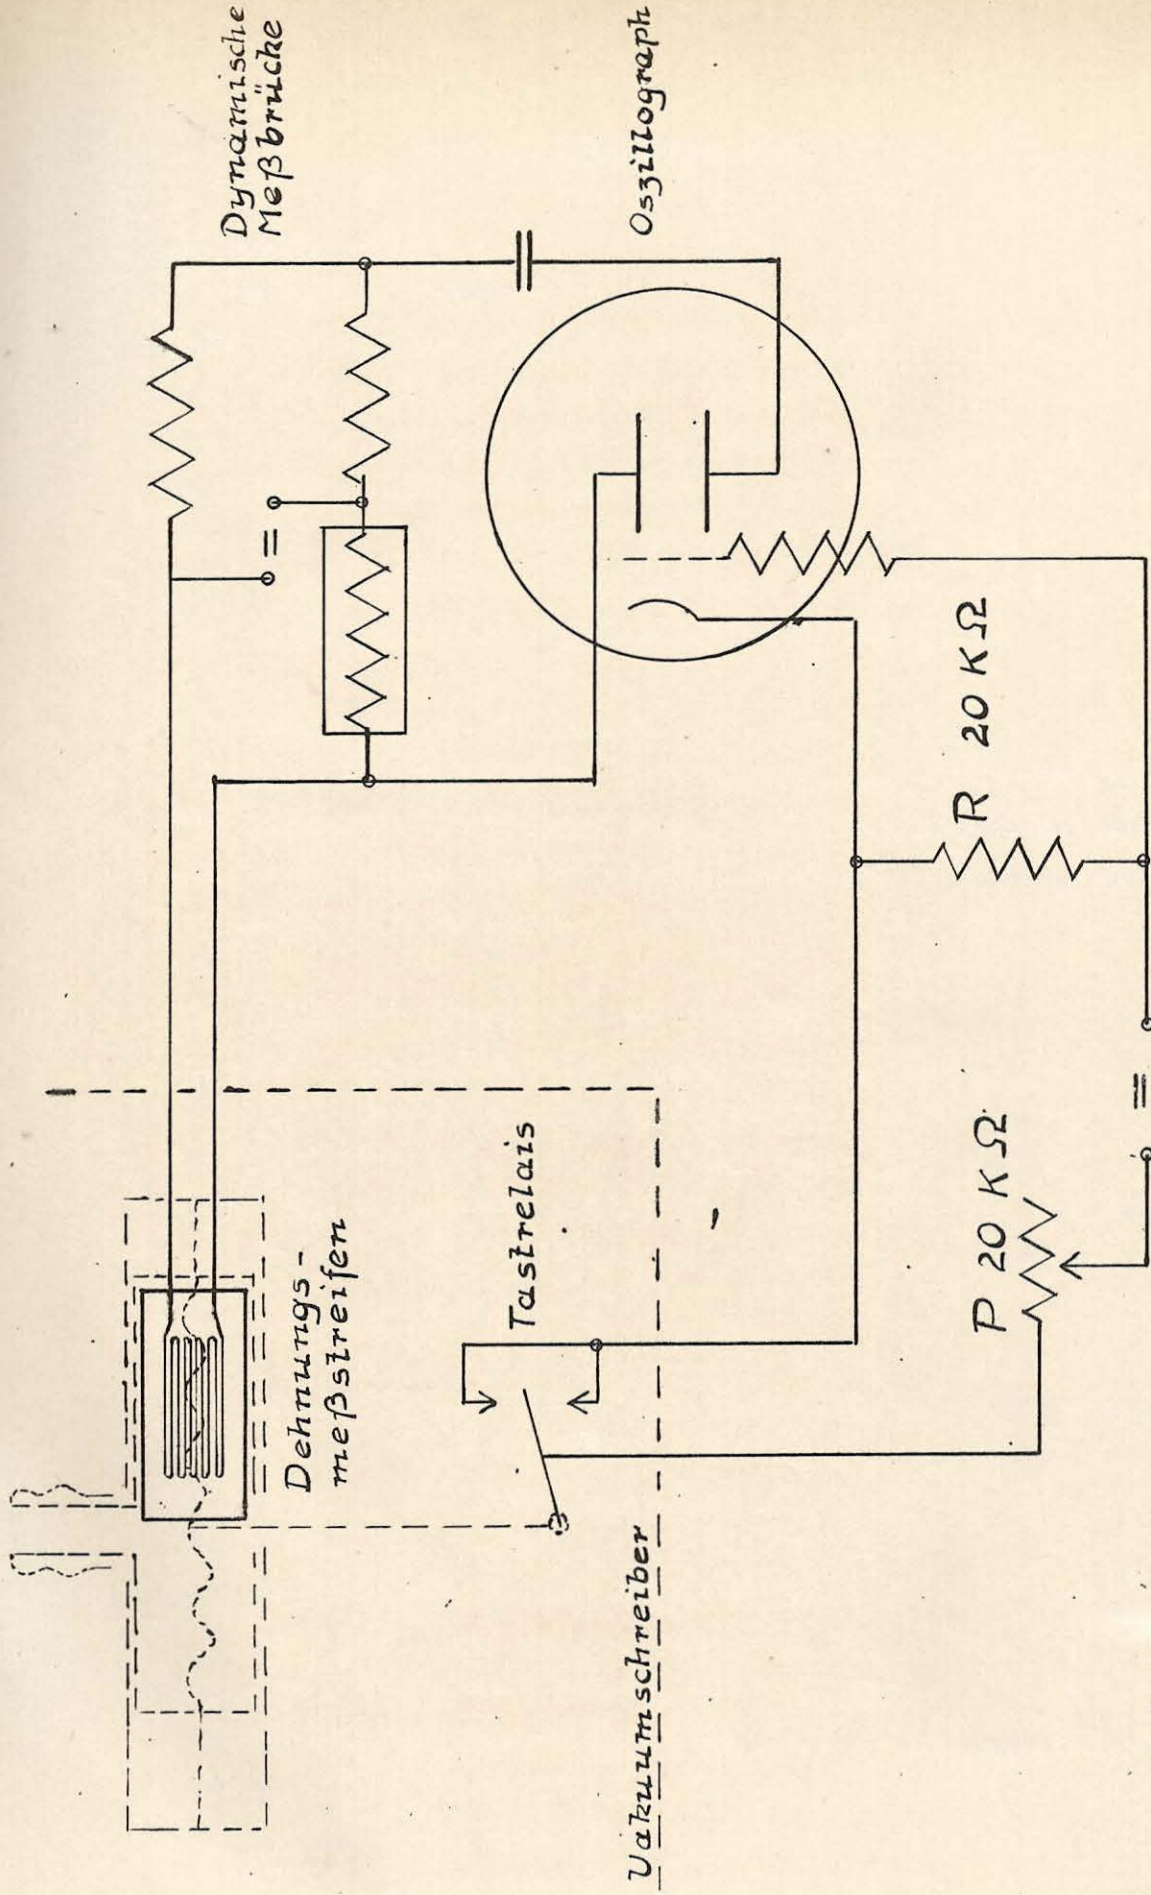 Dynamische
Meßbrücke
Oszillograph
Dehnungs-
meßstreifen
Tastrelais
R 20 KΩ
P 20 KΩ
Vakuumschreiber